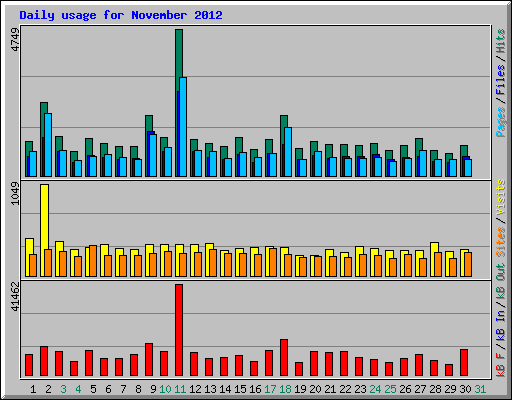 Daily usage for November 2012
4749
Pages / Files / Hits
1049
Sites / Visits
41462
kB F / kB In / kB Out
1 2 3 4 5 6 7 8 9 10 11 12 13 14 15 16 17 18 19 20 21 22 23 24 25 26 27 28 29 30 31